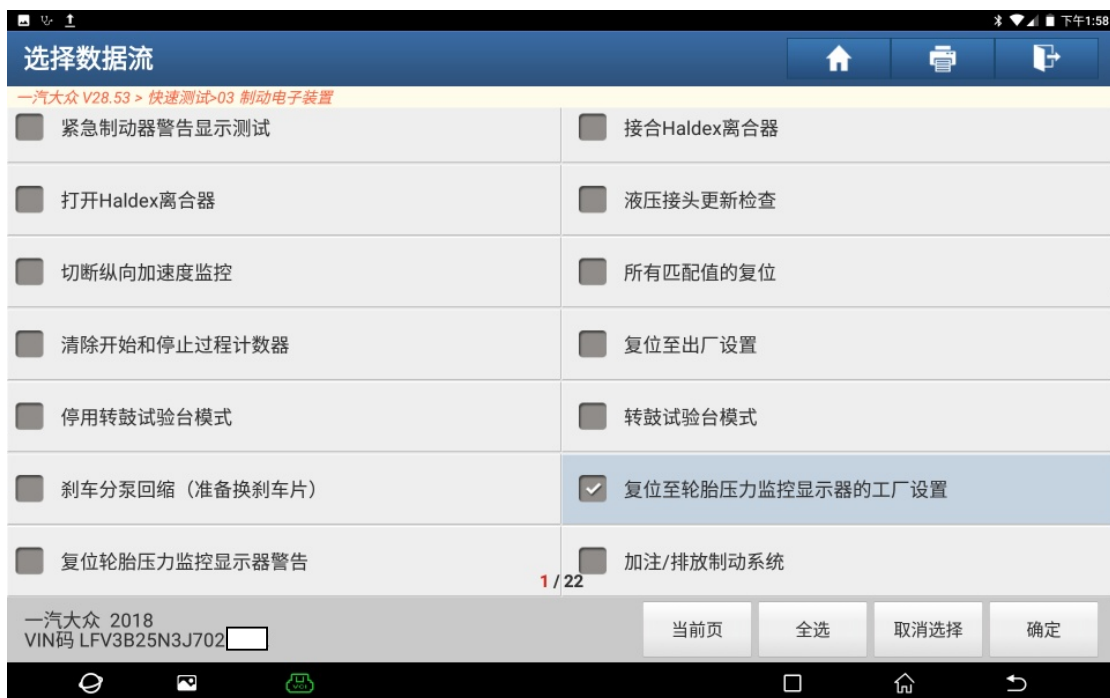 下午1:58
选择数据流
一汽大众 V28.53 > 快速测试>03 制动电子装置
紧急制动器警告显示测试
接合Haldex离合器
打开Haldex离合器
液压接头更新检查
切断纵向加速度监控
所有匹配值的复位
清除开始和停止过程计数器
复位至出厂设置
停用转鼓试验台模式
转鼓试验台模式
刹车分泵回缩（准备换刹车片）
复位至轮胎压力监控显示器的工厂设置
复位轮胎压力监控显示器警告
加注/排放制动系统
1 / 22
一汽大众 2018
VIN码 LFV3B25N3J702
当前页
全选
取消选择
确定
VCI